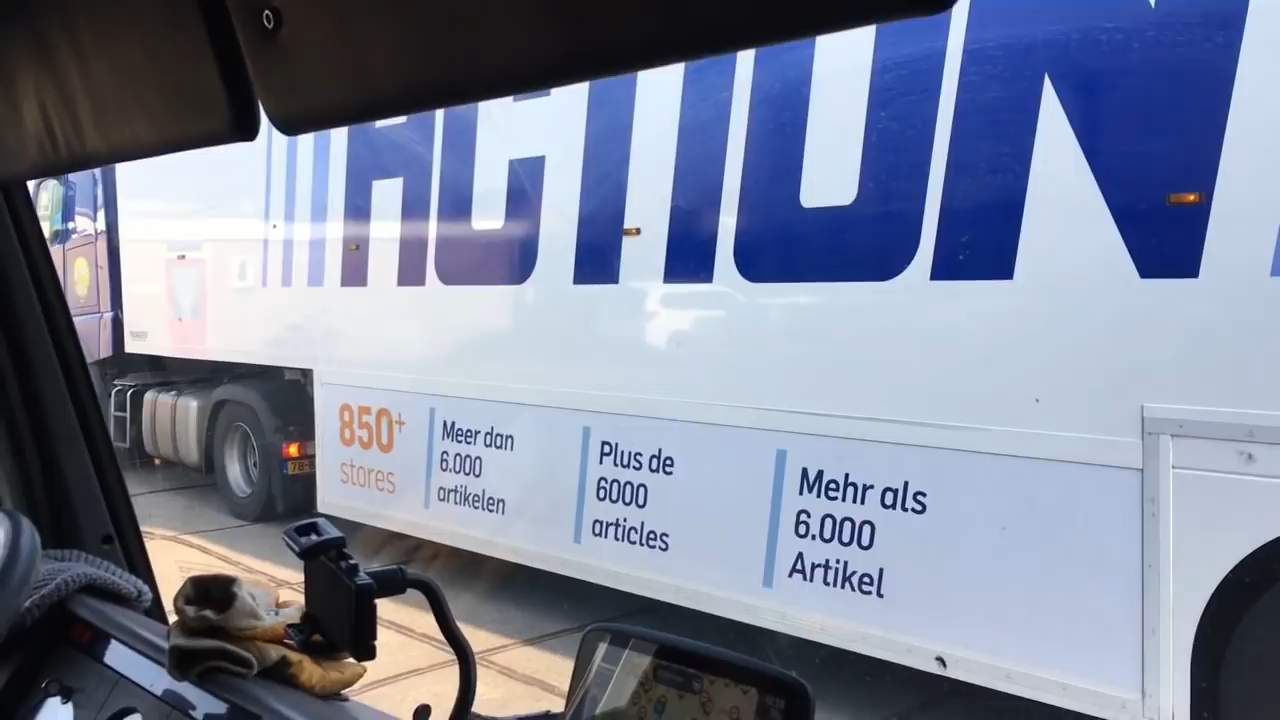 ACTION
850+
stores
Meer dan
6.000
artikelen
Plus de
6000
articles
Mehr als
6.000
Artikel